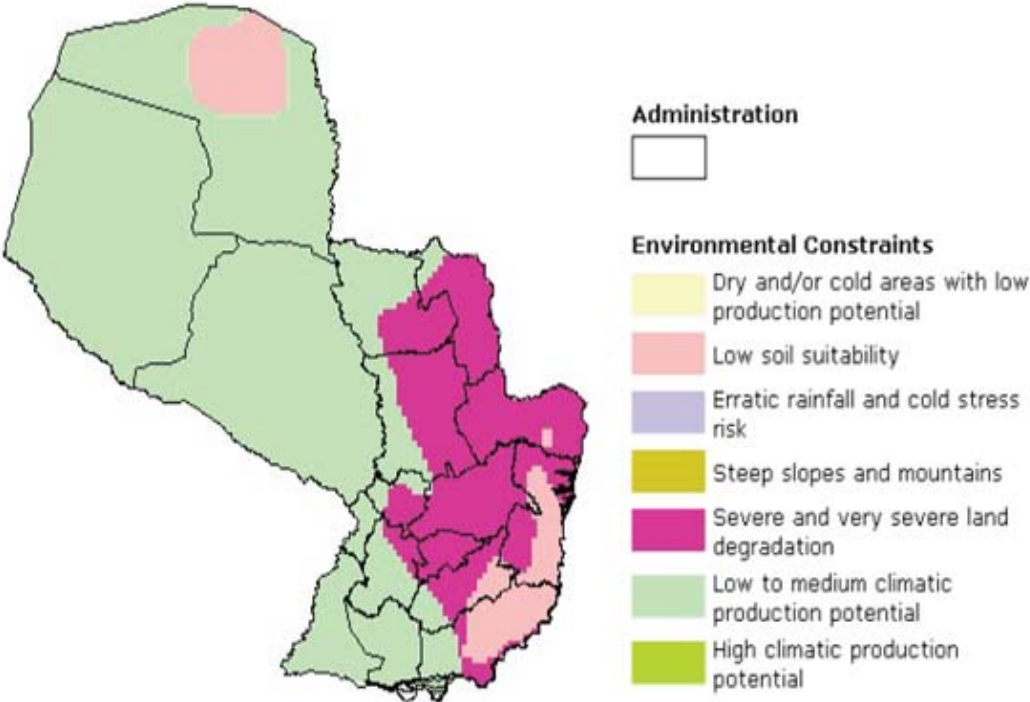 Administration
Environmental Constraints
Dry and/or cold areas with low
production potential
Low soil suitability
Erratic rainfall and cold stress
risk
Steep slopes and mountains
Severe and very severe land
degradation
Low to medium climatic
production potential
High climatic production
potential